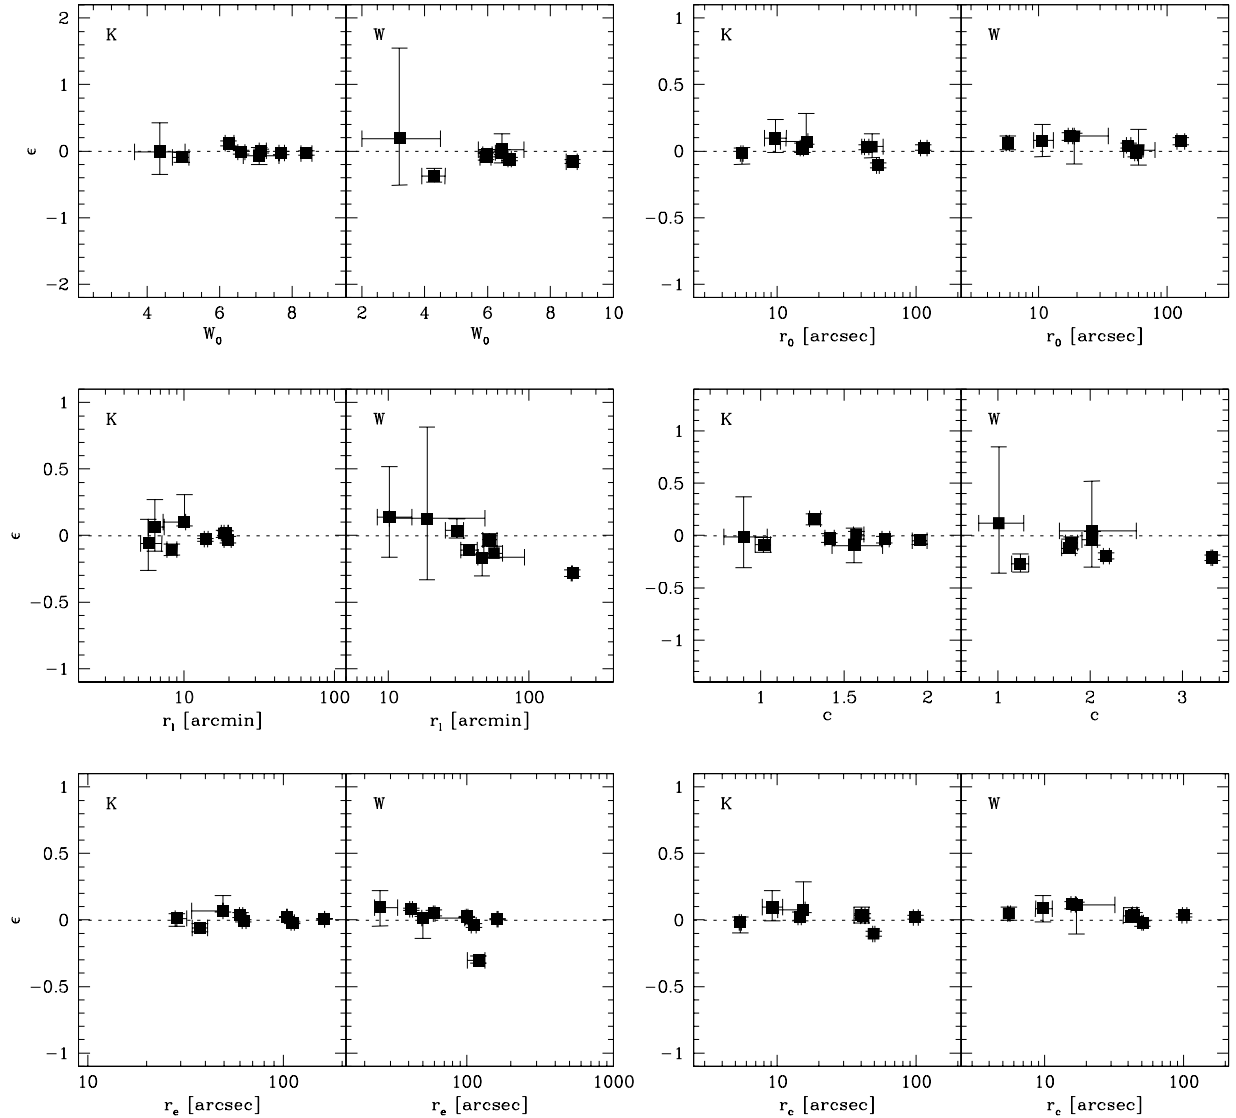 K W K W
2 1 0 −1 −2
ϵ
1 0.5 0 −0.5 −1
4 6 8 2 4 6 8 10
W₀ W₀
10 100 10 100
r₀ [arcsec] r₀ [arcsec]
K W K W
1 0.5 0 −0.5 −1
ϵ
1 0.5 0 −0.5 −1
10 100 10 100
r₁ [arcmin] r₁ [arcmin]
1 1.5 2 1 2 3
c c
K W K W
1 0.5 0 −0.5 −1
ϵ
1 0.5 0 −0.5 −1
10 100 100 1000
rₑ [arcsec] rₑ [arcsec]
10 100 10 100
r_c [arcsec] r_c [arcsec]